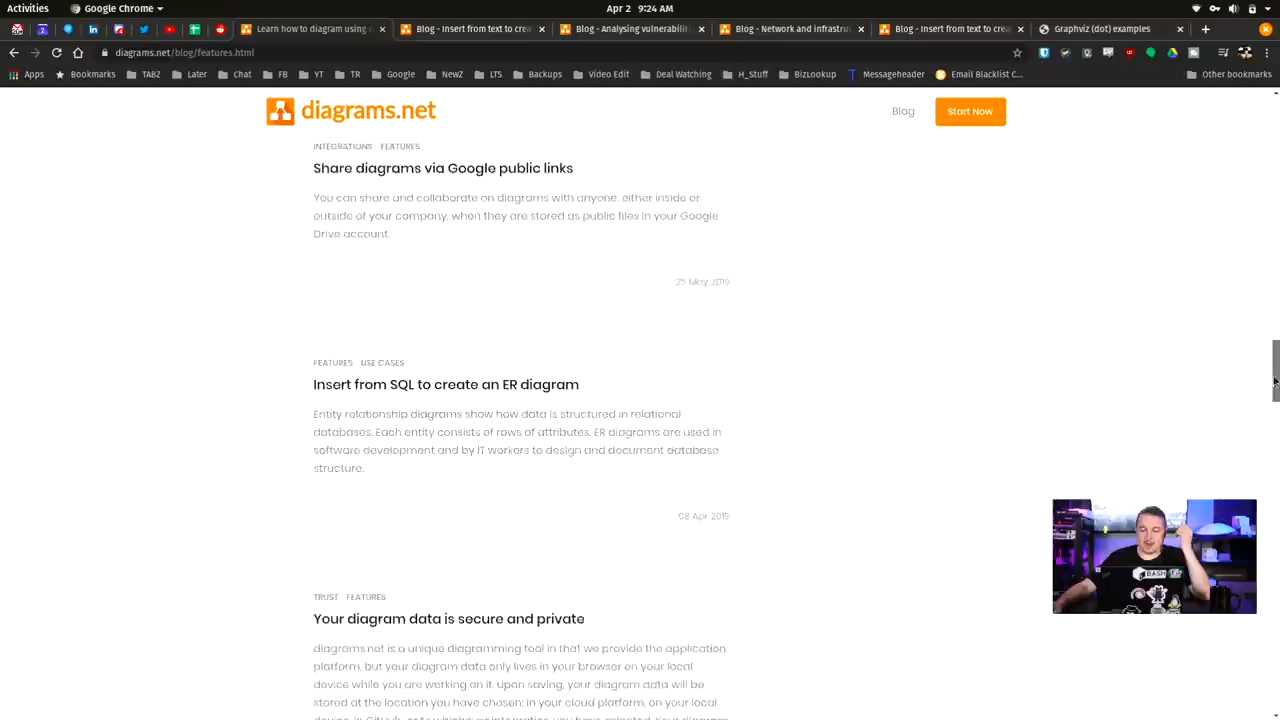 Activities
Google Chrome
Apr 2 9:24 AM
Learn how to diagram using d
Blog - Insert from text to cre
Blog - Analysing vulnerabilit
Blog - Network and infrastru
Blog - Insert from text to cre
Graphviz (dot) examples
diagrams.net/blog/features.html
Apps
Bookmarks
TABZ
Later
Chat
FB
YT
TR
Google
NewZ
LTS
Backups
Video Edit
Deal Watching
H_Stuff
BizLookup
Messageheader
Email Blacklist C...
Other bookmarks
diagrams.net
Blog
Start Now
INTEGRATIONS FEATURES
Share diagrams via Google public links
You can share and collaborate on diagrams with anyone, either inside or
outside of your company, when they are stored as public files in your Google
Drive account.
25 May 2019
FEATURES USE CASES
Insert from SQL to create an ER diagram
Entity relationship diagrams show how data is structured in relational
databases. Each entity consists of rows of attributes. ER diagrams are used in
software development and by IT workers to design and document database
structure.
08 Apr 2019
TRUST FEATURES
Your diagram data is secure and private
diagrams.net is a unique diagramming tool in that we provide the application
platform, but your diagram data only lives in your browser on your local
device while you are working on it. Upon saving, your diagram data will be
stored at the location you have chosen: in your cloud platform, on your local
BASH